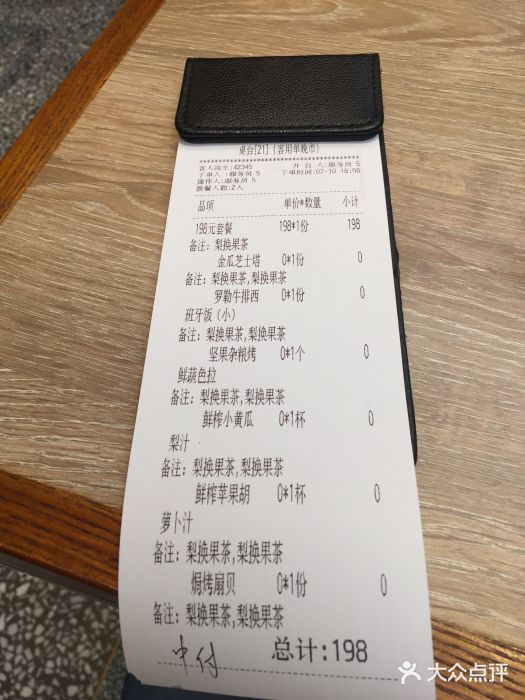 桌台[21] (客用单晚市)
客人流水:42345 开 台 人:服务员 5
下单人 :服务员 5 下单时间:07-10 18:56
操作人:服务员 5
就餐人数:2人
品项 单价*数量 小计
198元套餐 198*1份 198
备注: 梨换果茶
金瓜芝士塔 0*1份 0
备注: 梨换果茶,梨换果茶
罗勒牛排西 0*1份 0
班牙饭(小)
备注: 梨换果茶,梨换果茶
坚果杂粮烤 0*1个 0
鲜蔬色拉
备注: 梨换果茶,梨换果茶
鲜榨小黄瓜 0*1杯 0
梨汁
备注: 梨换果茶,梨换果茶
鲜榨苹果胡 0*1杯 0
萝卜汁
备注: 梨换果茶,梨换果茶
焗烤扇贝 0*1份 0
备注: 梨换果茶,梨换果茶
总计:198
大众点评